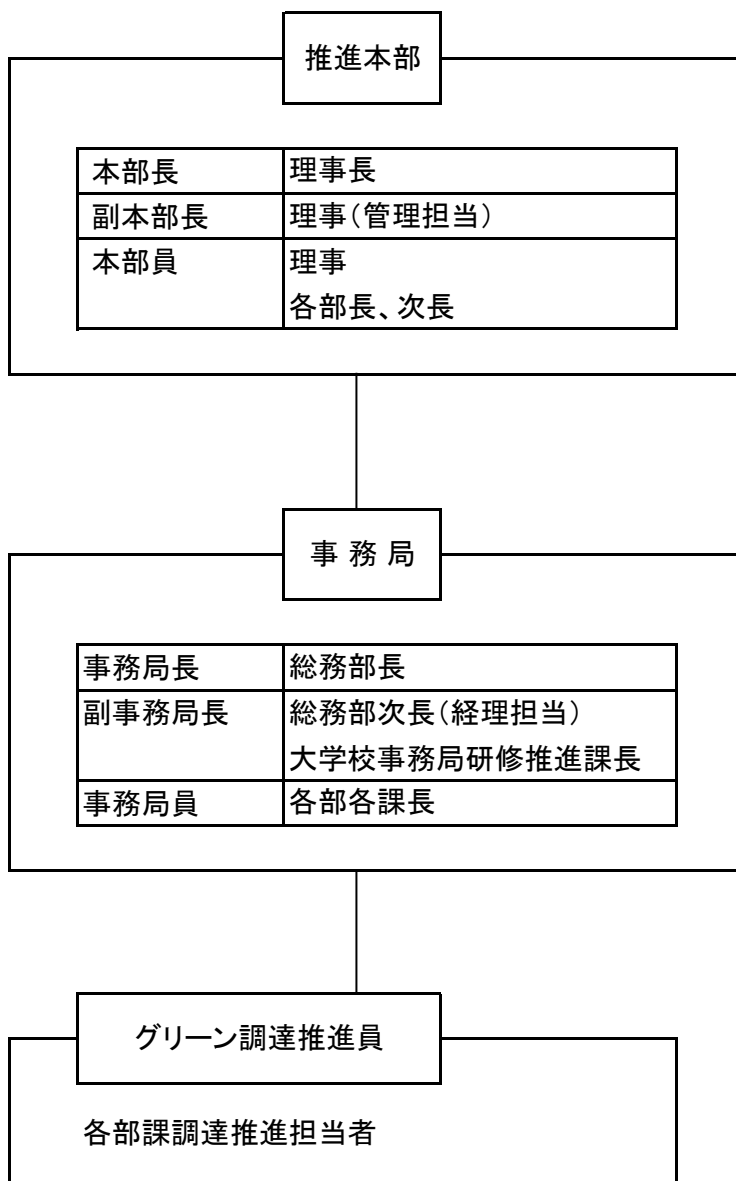 推進本部
本部長 理事長
副本部長 理事(管理担当)
本部員 理事
各部長、次長
事 務 局
事務局長 総務部長
副事務局長 総務部次長(経理担当)
大学校事務局研修推進課長
事務局員 各部各課長
グリーン調達推進員
各部課調達推進担当者